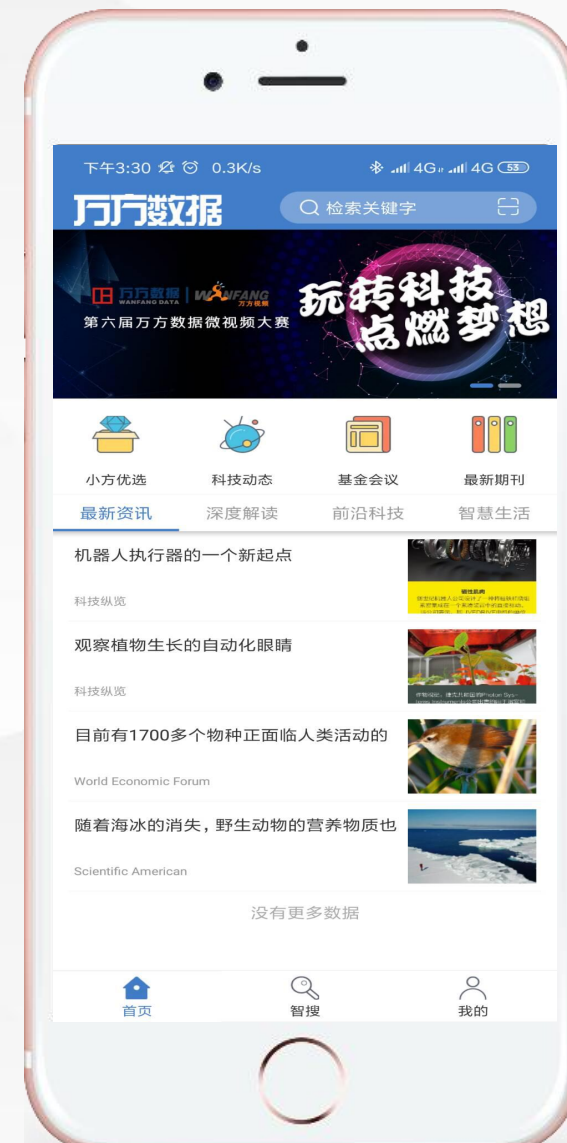 下午3:30 0.3K/s 4G 4G 53
万方数据 检索关键字
万方数据 WANFANG DATA WANFANG 万方视频
第六届万方数据微视频大赛
玩转科技
点燃梦想
小方优选 科技动态 基金会议 最新期刊
最新资讯 深度解读 前沿科技 智慧生活
机器人执行器的一个新起点
科技纵览
磁性肌肉
观察植物生长的自动化眼睛
科技纵览
目前有1700多个物种正面临人类活动的
World Economic Forum
随着海冰的消失，野生动物的营养物质也
Scientific American
没有更多数据
首页 智搜 我的